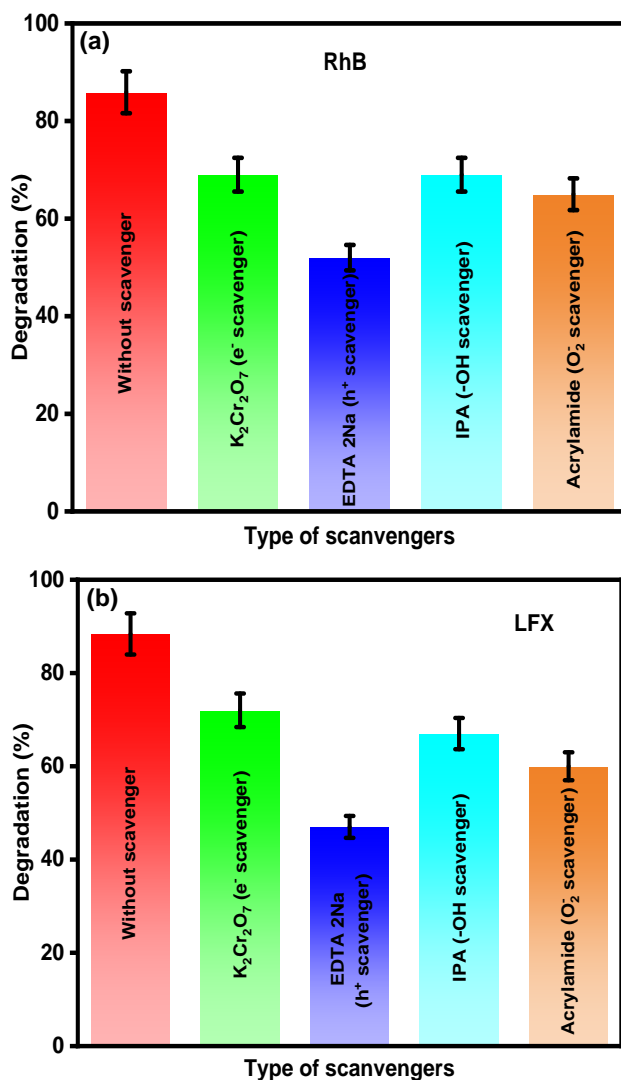 (a)
RhB
Degradation (%)
100
80
60
40
20
0
Without scavenger
K₂Cr₂O₇ (e⁻ scavenger)
EDTA 2Na (h⁺ scavenger)
IPA (-OH scavenger)
Acrylamide (O₂⁻ scavenger)
Type of scanvengers
(b)
LFX
Degradation (%)
100
80
60
40
20
0
Without scavenger
K₂Cr₂O₇ (e⁻ scavenger)
EDTA 2Na
(h⁺ scavenger)
IPA (-OH scavenger)
Acrylamide (O₂⁻ scavenger)
Type of scanvengers